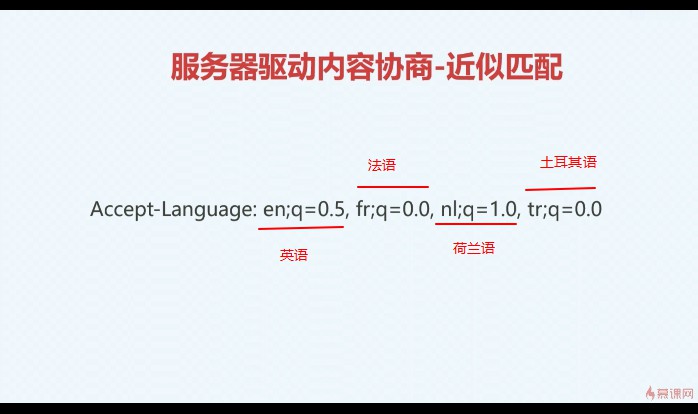 服务器驱动内容协商-近似匹配
法语
土耳其语
Accept-Language: en;q=0.5, fr;q=0.0, nl;q=1.0, tr;q=0.0
英语
荷兰语
慕课网